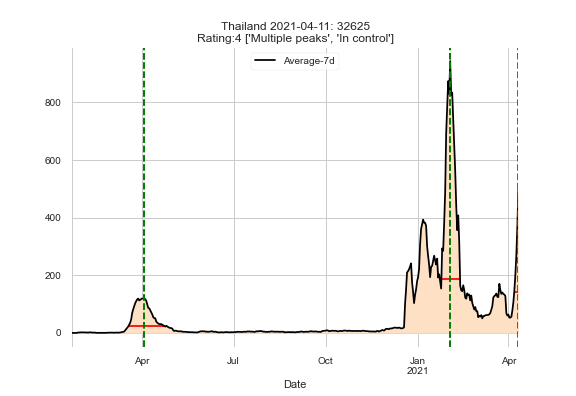 Thailand 2021-04-11: 32625
Rating:4 ['Multiple peaks', 'In control']
Average-7d
800
600
400
200
0
Apr
Jul
Oct
Jan
2021
Apr
Date